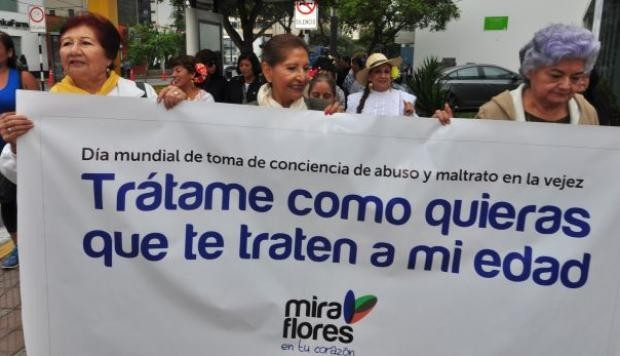 SILENCIO
Día mundial de toma de conciencia de abuso y maltrato en la vejez
Trátame como quieras
que te traten a mi edad
mira
flores
en tu corazón